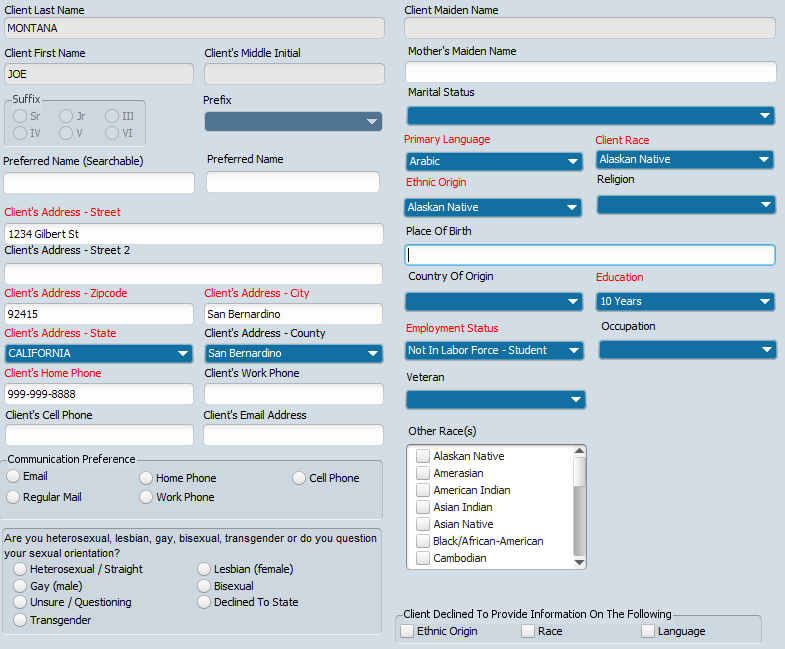 Client Last Name
MONTANA
Client First Name
Client's Middle Initial
JOE
Suffix
Sr
Jr
III
IV
V
VI
Prefix
Preferred Name (Searchable)
Preferred Name
Client's Address - Street
1234 Gilbert St
Client's Address - Street 2
Client's Address - Zipcode
Client's Address - City
92415
San Bernardino
Client's Address - State
Client's Address - County
CALIFORNIA
San Bernardino
Client's Home Phone
Client's Work Phone
999-999-8888
Client's Cell Phone
Client's Email Address
Communication Preference
Email
Home Phone
Cell Phone
Regular Mail
Work Phone
Are you heterosexual, lesbian, gay, bisexual, transgender or do you question
your sexual orientation?
Heterosexual / Straight
Lesbian (female)
Gay (male)
Bisexual
Unsure / Questioning
Declined To State
Transgender
Client Maiden Name
Mother's Maiden Name
Marital Status
Primary Language
Client Race
Arabic
Alaskan Native
Ethnic Origin
Religion
Alaskan Native
Place Of Birth
Country Of Origin
Education
10 Years
Employment Status
Occupation
Not In Labor Force - Student
Veteran
Other Race(s)
Alaskan Native
Amerasian
American Indian
Asian Indian
Asian Native
Black/African-American
Cambodian
Client Declined To Provide Information On The Following
Ethnic Origin
Race
Language